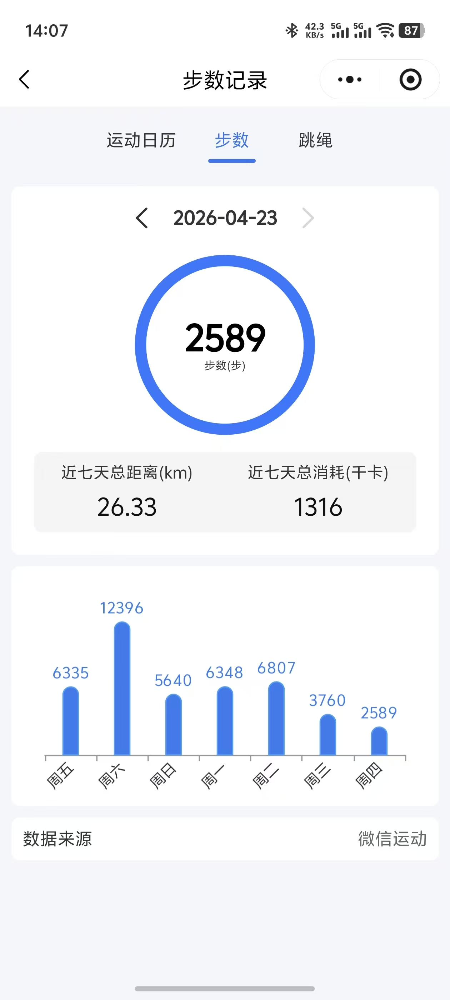 14:07
42.3 KB/s 5G 5G 87
步数记录
运动日历 步数 跳绳
2026-04-23
2589
步数(步)
近七天总距离(km) 近七天总消耗(千卡)
26.33 1316
12396
6335 5640 6348 6807 3760 2589
周五 周六 周日 周一 周二 周三 周四
数据来源 微信运动